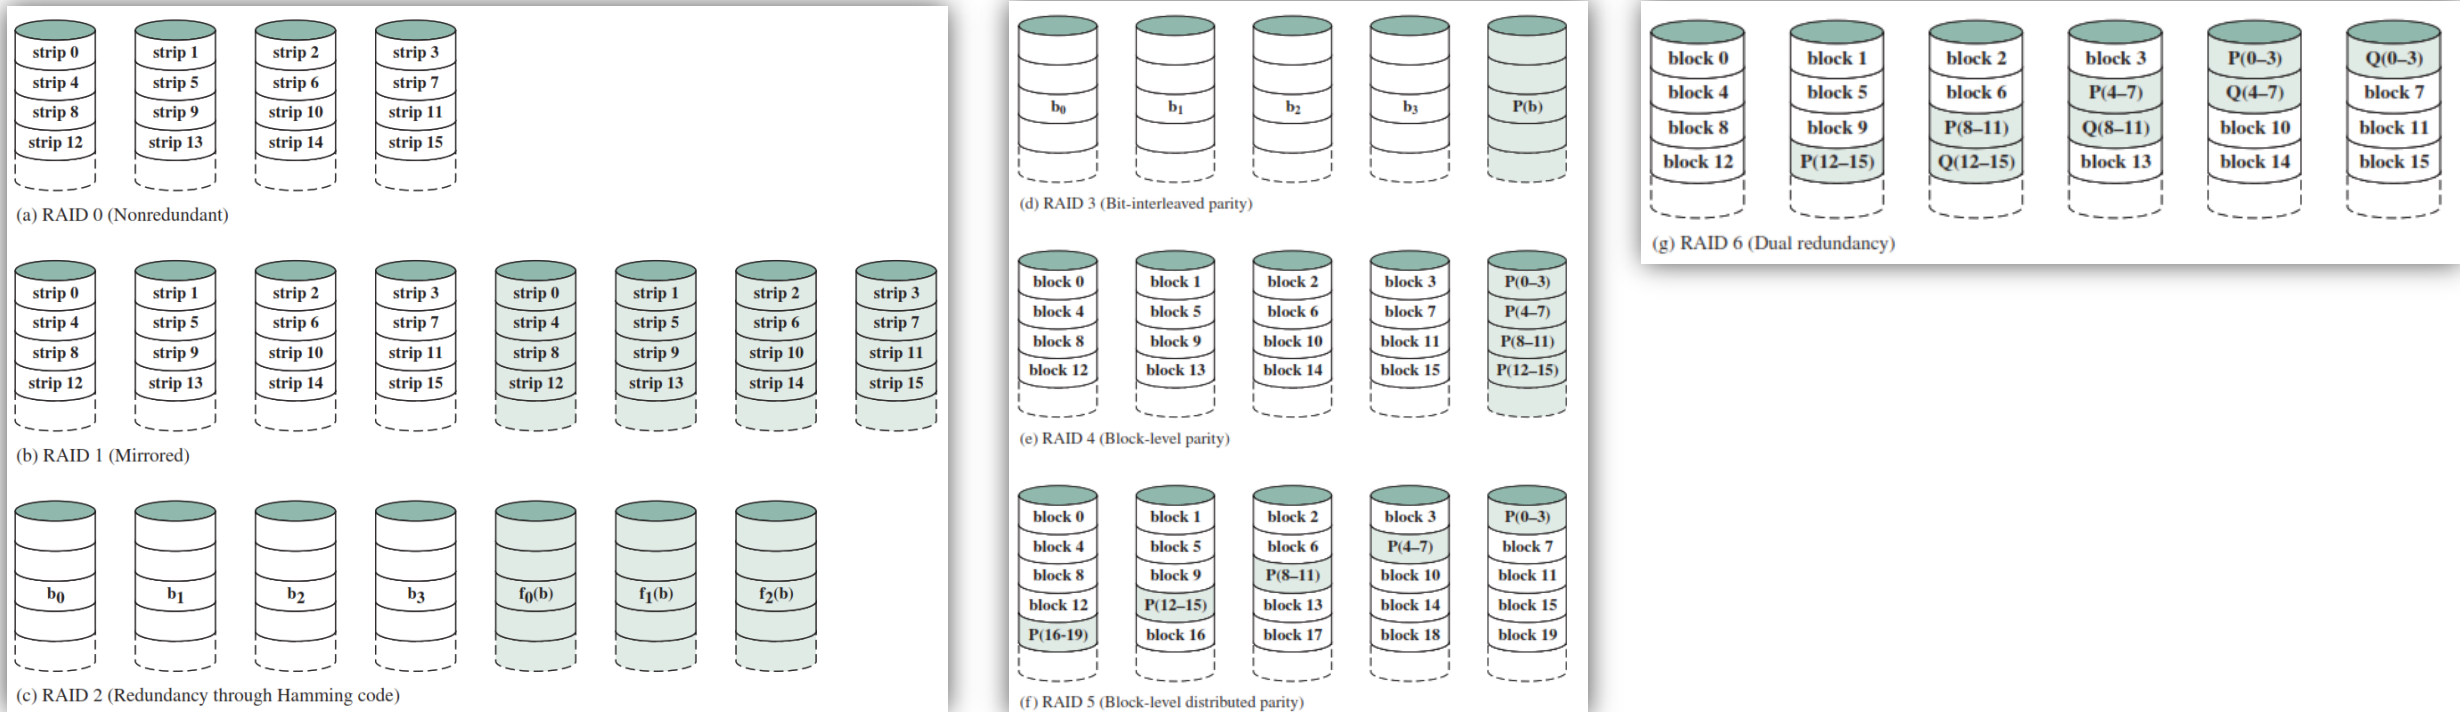 strip 0 strip 1 strip 2 strip 3
strip 4 strip 5 strip 6 strip 7
strip 8 strip 9 strip 10 strip 11
strip 12 strip 13 strip 14 strip 15
(a) RAID 0 (Nonredundant)
strip 0 strip 1 strip 2 strip 3 strip 0 strip 1 strip 2 strip 3
strip 4 strip 5 strip 6 strip 7 strip 4 strip 5 strip 6 strip 7
strip 8 strip 9 strip 10 strip 11 strip 8 strip 9 strip 10 strip 11
strip 12 strip 13 strip 14 strip 15 strip 12 strip 13 strip 14 strip 15
(b) RAID 1 (Mirrored)
b0 b1 b2 b3 f0(b) f1(b) f2(b)
(c) RAID 2 (Redundancy through Hamming code)
b0 b1 b2 b3 P(b)
(d) RAID 3 (Bit-interleaved parity)
block 0 block 1 block 2 block 3 P(0–3)
block 4 block 5 block 6 block 7 P(4–7)
block 8 block 9 block 10 block 11 P(8–11)
block 12 block 13 block 14 block 15 P(12–15)
(e) RAID 4 (Block-level parity)
block 0 block 1 block 2 block 3 P(0–3)
block 4 block 5 block 6 P(4–7) block 7
block 8 block 9 P(8–11) block 10 block 11
block 12 P(12–15) block 13 block 14 block 15
P(16-19) block 16 block 17 block 18 block 19
(f) RAID 5 (Block-level distributed parity)
block 0 block 1 block 2 block 3 P(0–3) Q(0–3)
block 4 block 5 block 6 P(4–7) Q(4–7) block 7
block 8 block 9 P(8–11) Q(8–11) block 10 block 11
block 12 P(12–15) Q(12–15) block 13 block 14 block 15
(g) RAID 6 (Dual redundancy)